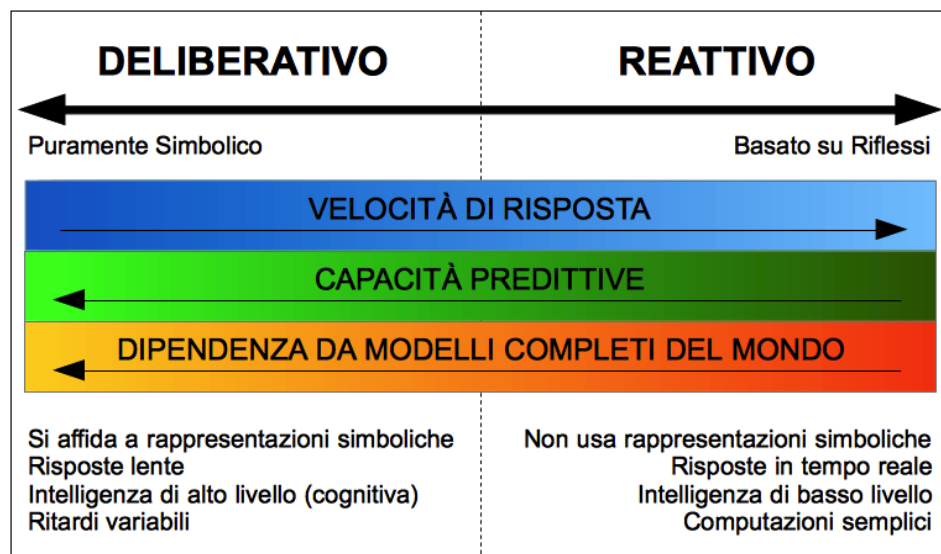 DELIBERATIVO
REATTIVO
Puramente Simbolico
Basato su Riflessi
VELOCITÀ DI RISPOSTA
CAPACITÀ PREDITTIVE
DIPENDENZA DA MODELLI COMPLETI DEL MONDO
Si affida a rappresentazioni simboliche
Risposte lente
Intelligenza di alto livello (cognitiva)
Ritardi variabili
Non usa rappresentazioni simboliche
Risposte in tempo reale
Intelligenza di basso livello
Computazioni semplici